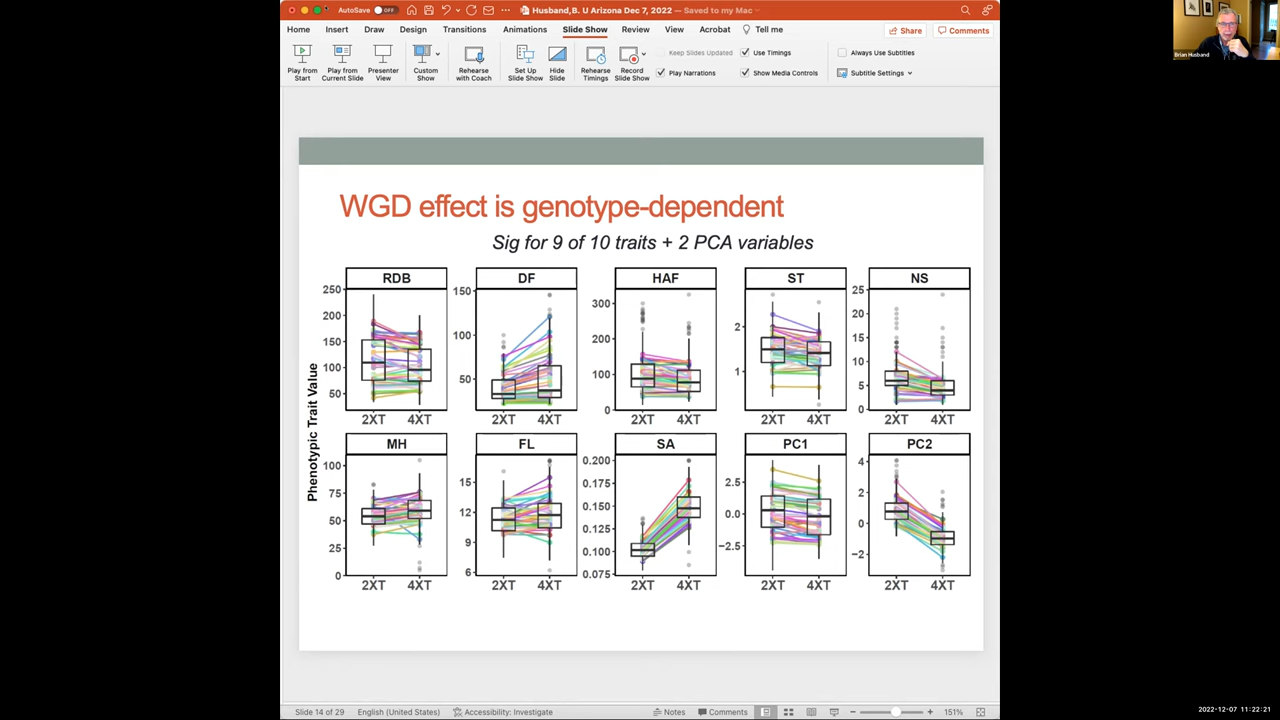 AutoSave OFF Husband,B. U Arizona Dec 7, 2022 — Saved to my Mac
Home Insert Draw Design Transitions Animations Slide Show Review View Acrobat Tell me Share Comments
Play from Start
Play from Current Slide
Presenter View
Custom Show
Rehearse with Coach
Set Up Slide Show
Hide Slide
Rehearse Timings
Record Slide Show
Keep Slides Updated
Use Timings
Play Narrations
Show Media Controls
Always Use Subtitles
Subtitle Settings
Brian Husband
WGD effect is genotype-dependent
Sig for 9 of 10 traits + 2 PCA variables
Phenotypic Trait Value
RDB
250
200
150
100
50
2XT 4XT
DF
150
100
50
2XT 4XT
HAF
300
200
100
0
2XT 4XT
ST
2
1
2XT 4XT
NS
25
20
15
10
5
0
2XT 4XT
MH
100
75
50
25
0
2XT 4XT
FL
15
12
9
6
2XT 4XT
SA
0.200
0.175
0.150
0.125
0.100
0.075
2XT 4XT
PC1
2.5
0.0
−2.5
2XT 4XT
PC2
4
2
0
−2
2XT 4XT
Slide 14 of 29 English (United States) Accessibility: Investigate Notes Comments 151%
2022-12-07 11:22:21